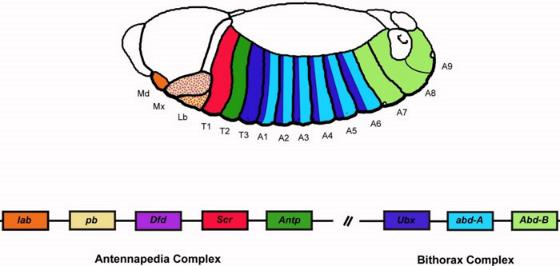 Md
Mx
Lb
T1
T2
T3
A1
A2
A3
A4
A5
A6
A7
A8
A9
lab Pb Dfd Scr Antp // Ubx abd-A Abd-B
Antennapedia Complex Bithorax Complex